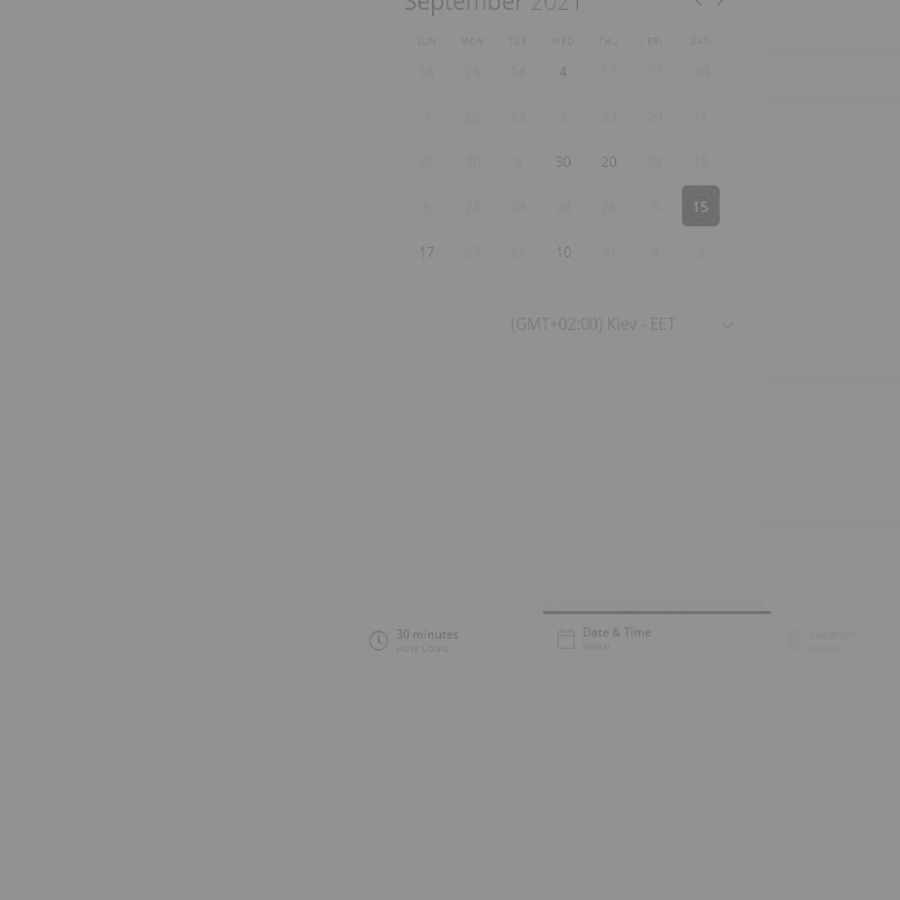 September 2021
SUN MON TUE WED THU FRI SAT
16 23 14 4 17 17 30
7 20 13 8 23 29 11
22 30 9 30 20 25 18
9 23 29 28 26 5 15
17 23 21 10 31 8 2
(GMT+02:00) Kiev - EET
30 minutes
HOW LONG
Date & Time
WHEN
Location
WHERE